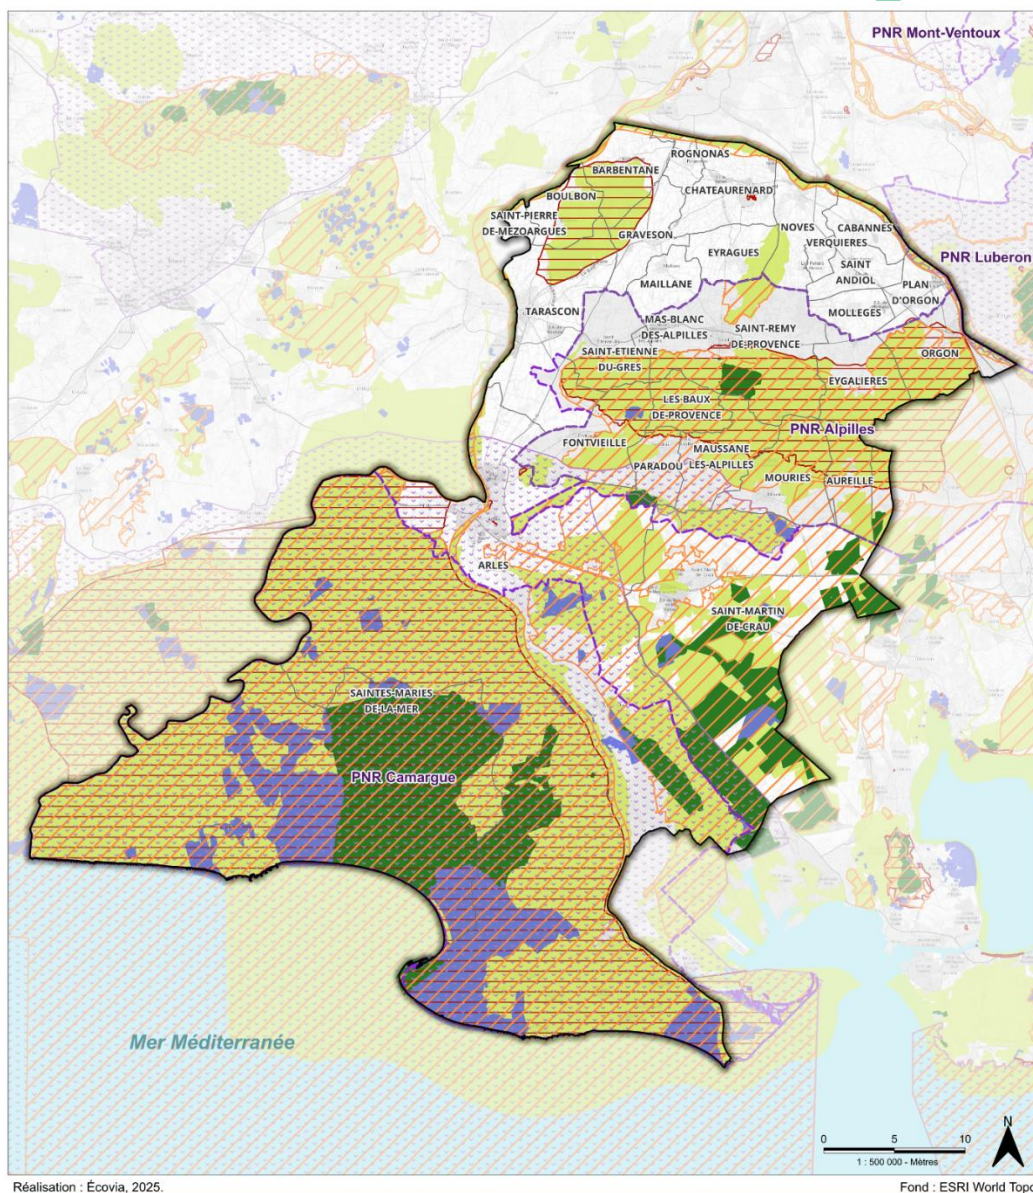 PNR Mont-Ventoux
ROGNONAS
BARBENTANE
CHATEAURENARD
BOULBON
SAINT-PIERRE
DE-MEZOARGUES
GRAVESON
NOVES
CABANNES
VERQUIERES
EYRAGUES
SAINT
ANDIOL
PNR Luberon
MAILLANE
PLAN
D'ORGON
TARASCON
MOLLEGES
MAS-BLANC
DES-ALPILLES
SAINT-REMY
DE-PROVENCE
SAINT-ETIENNE
DU-GRES
ORGON
EYGALIERES
LES-BAUX
DE-PROVENCE
PNR Alpilles
FONTVIEILLE
MAUSSANE
LES-ALPILLES
PARADOU
MOURIES
AUREILLE
ARLES
SAINT-MARTIN
DE-CRAU
SAINTES-MARIES
DE-LA-MER
PNR Camargue
Mer Méditerranée
N
0 5 10
1 : 500 000 - Mètres
Réalisation : Écovia, 2025.
Fond : ESRI World Topo